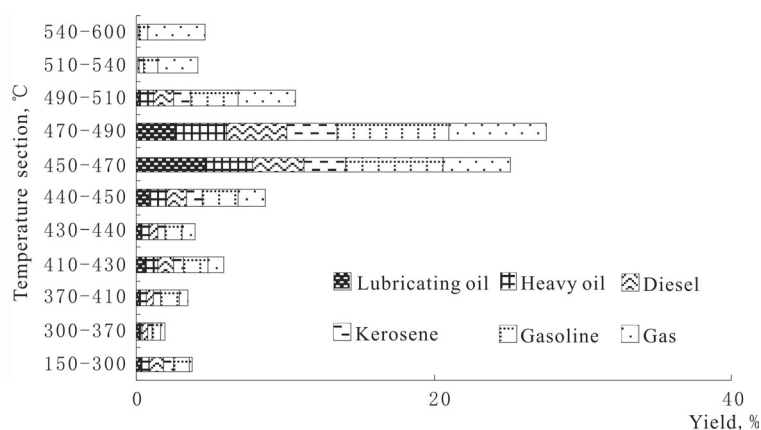 Temperature section, ℃
540-600
510-540
490-510
470-490
450-470
440-450
430-440
410-430
370-410
300-370
150-300
Lubricating oil Heavy oil Diesel
Kerosene Gasoline Gas
0 20 40
Yield, %